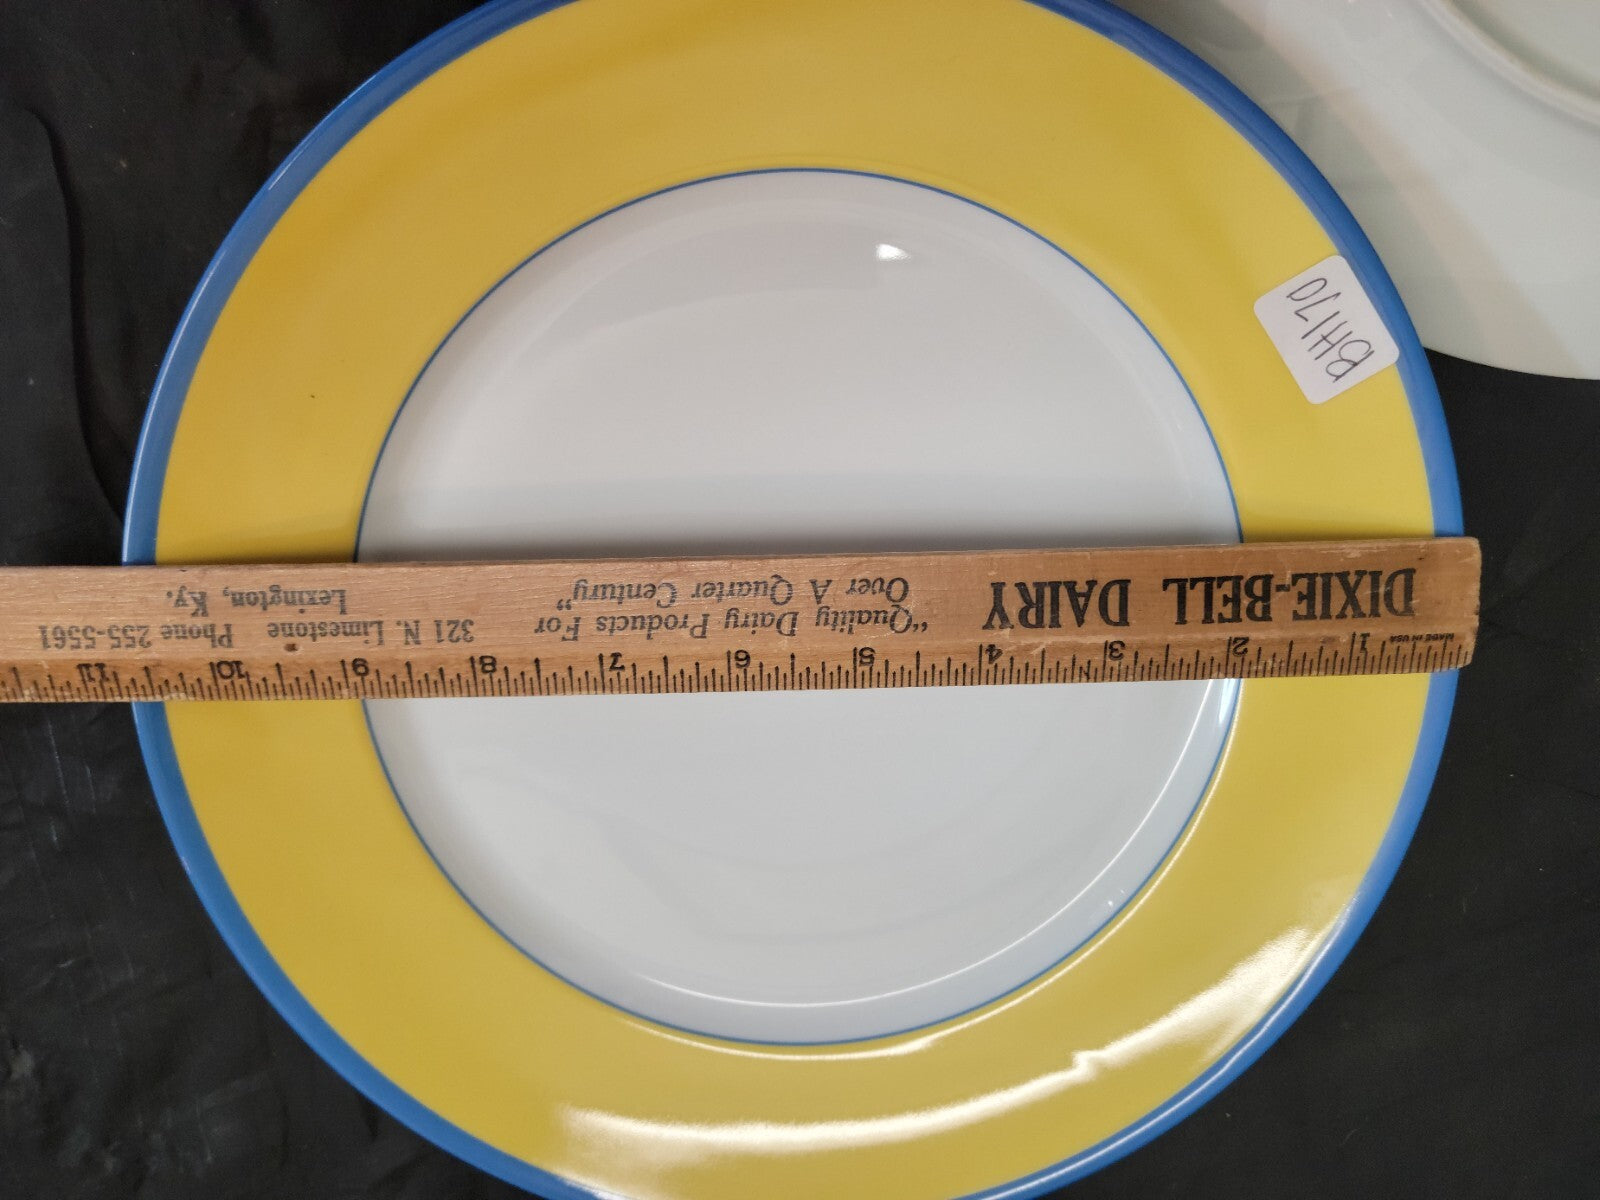 BH170
DIXIE-BELL DAIRY
"Quality Dairy Products For
Over A Quarter Century"
321 N. Limestone Phone 255-5561
Lexington, Ky.
MADE IN USA
1 2 3 4 5 6 7 8 9 10 11